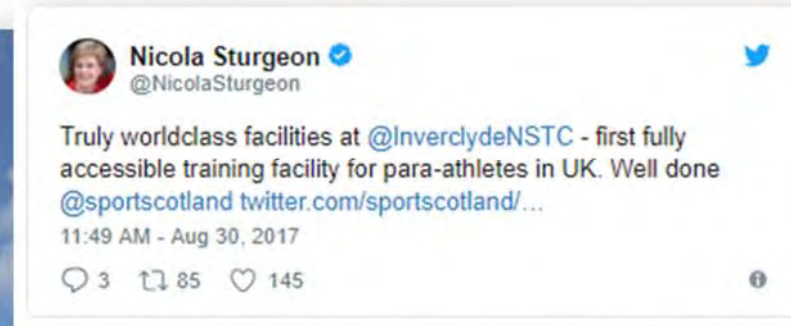 Nicola Sturgeon
@NicolaSturgeon
Truly worldclass facilities at @InverclydeNSTC - first fully
accessible training facility for para-athletes in UK. Well done
@sportscotland twitter.com/sportscotland/…
11:49 AM - Aug 30, 2017
3 85 145